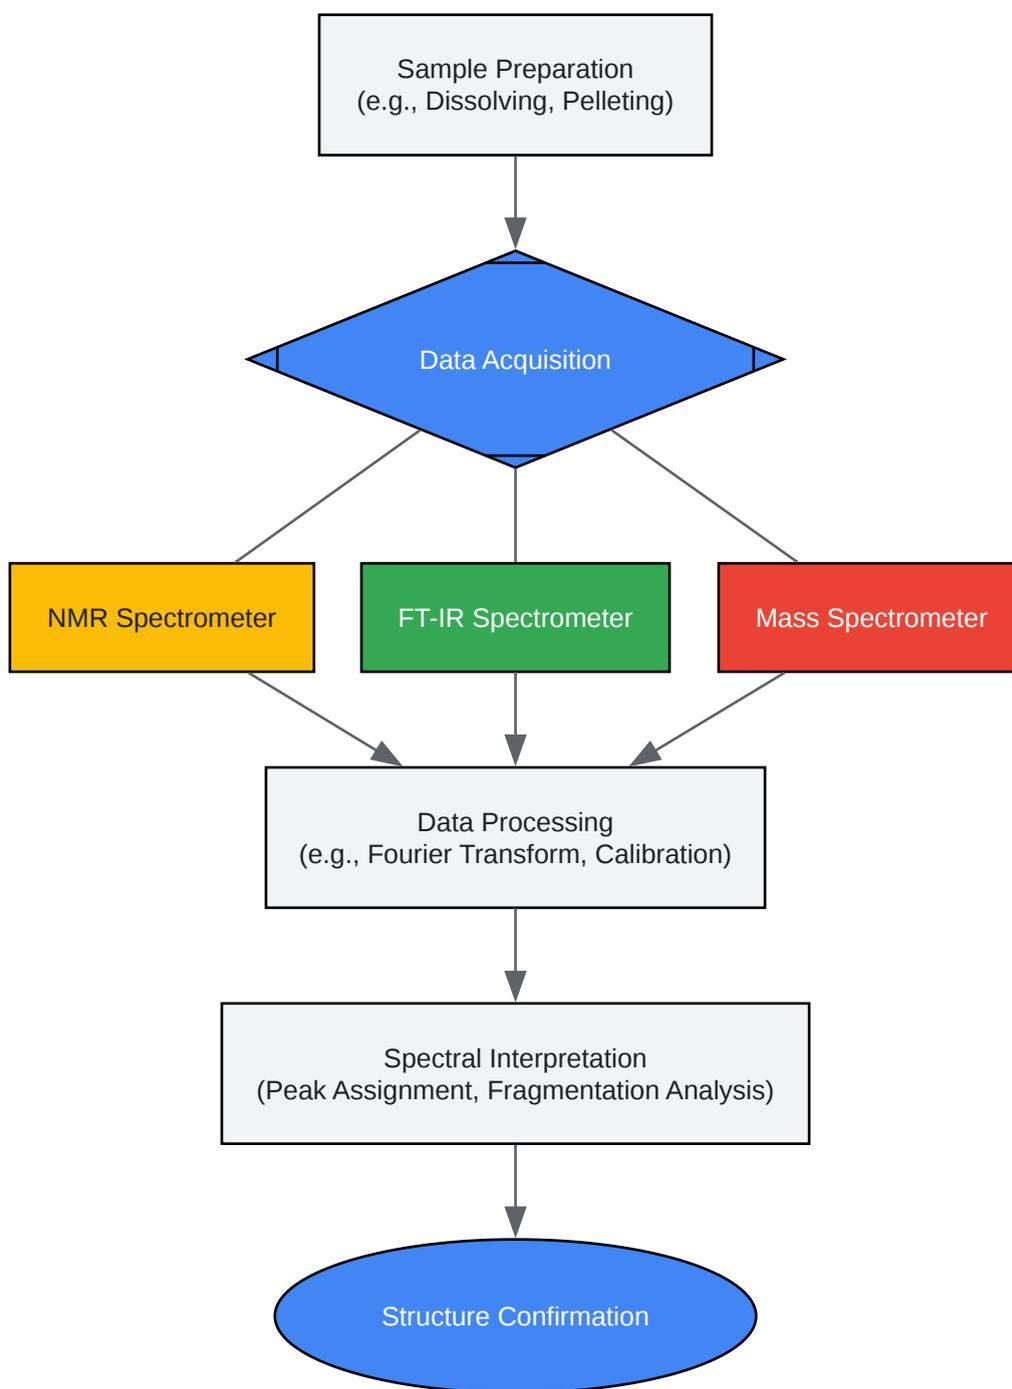 Sample Preparation
(e.g., Dissolving, Pelleting)
Data Acquisition
NMR Spectrometer
FT-IR Spectrometer
Mass Spectrometer
Data Processing
(e.g., Fourier Transform, Calibration)
Spectral Interpretation
(Peak Assignment, Fragmentation Analysis)
Structure Confirmation